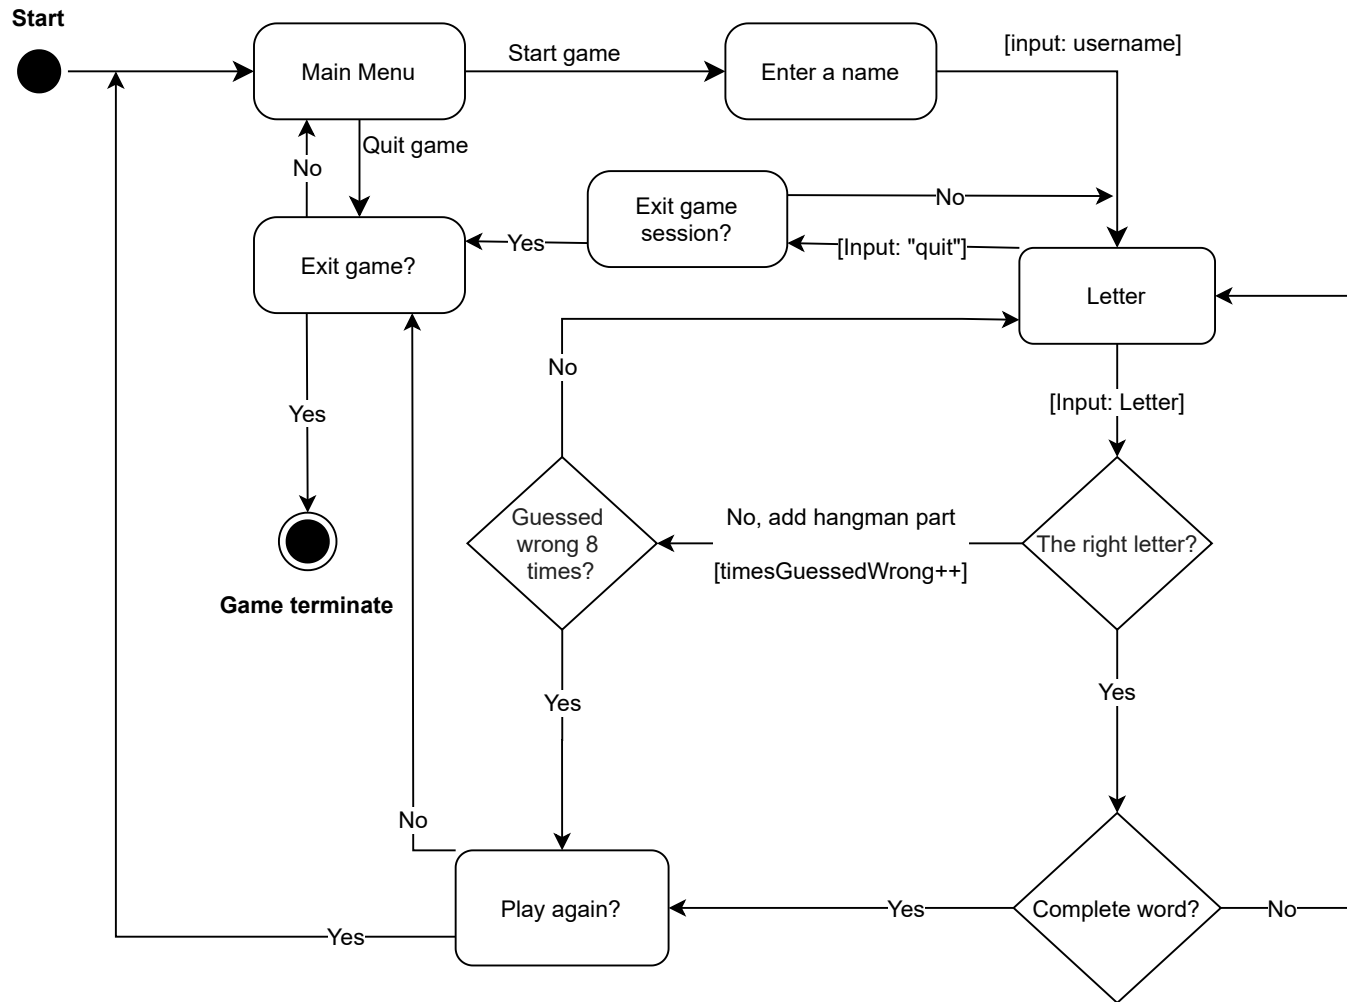 Start
Main Menu
Start game
Enter a name
[input: username]
Quit game
No
Exit game
session?
No
Yes
[Input: "quit"]
Exit game?
Letter
No
[Input: Letter]
Yes
Guessed
wrong 8
times?
No, add hangman part
[timesGuessedWrong++]
The right letter?
Game terminate
Yes
Yes
No
Play again?
Yes
Complete word?
No
Yes